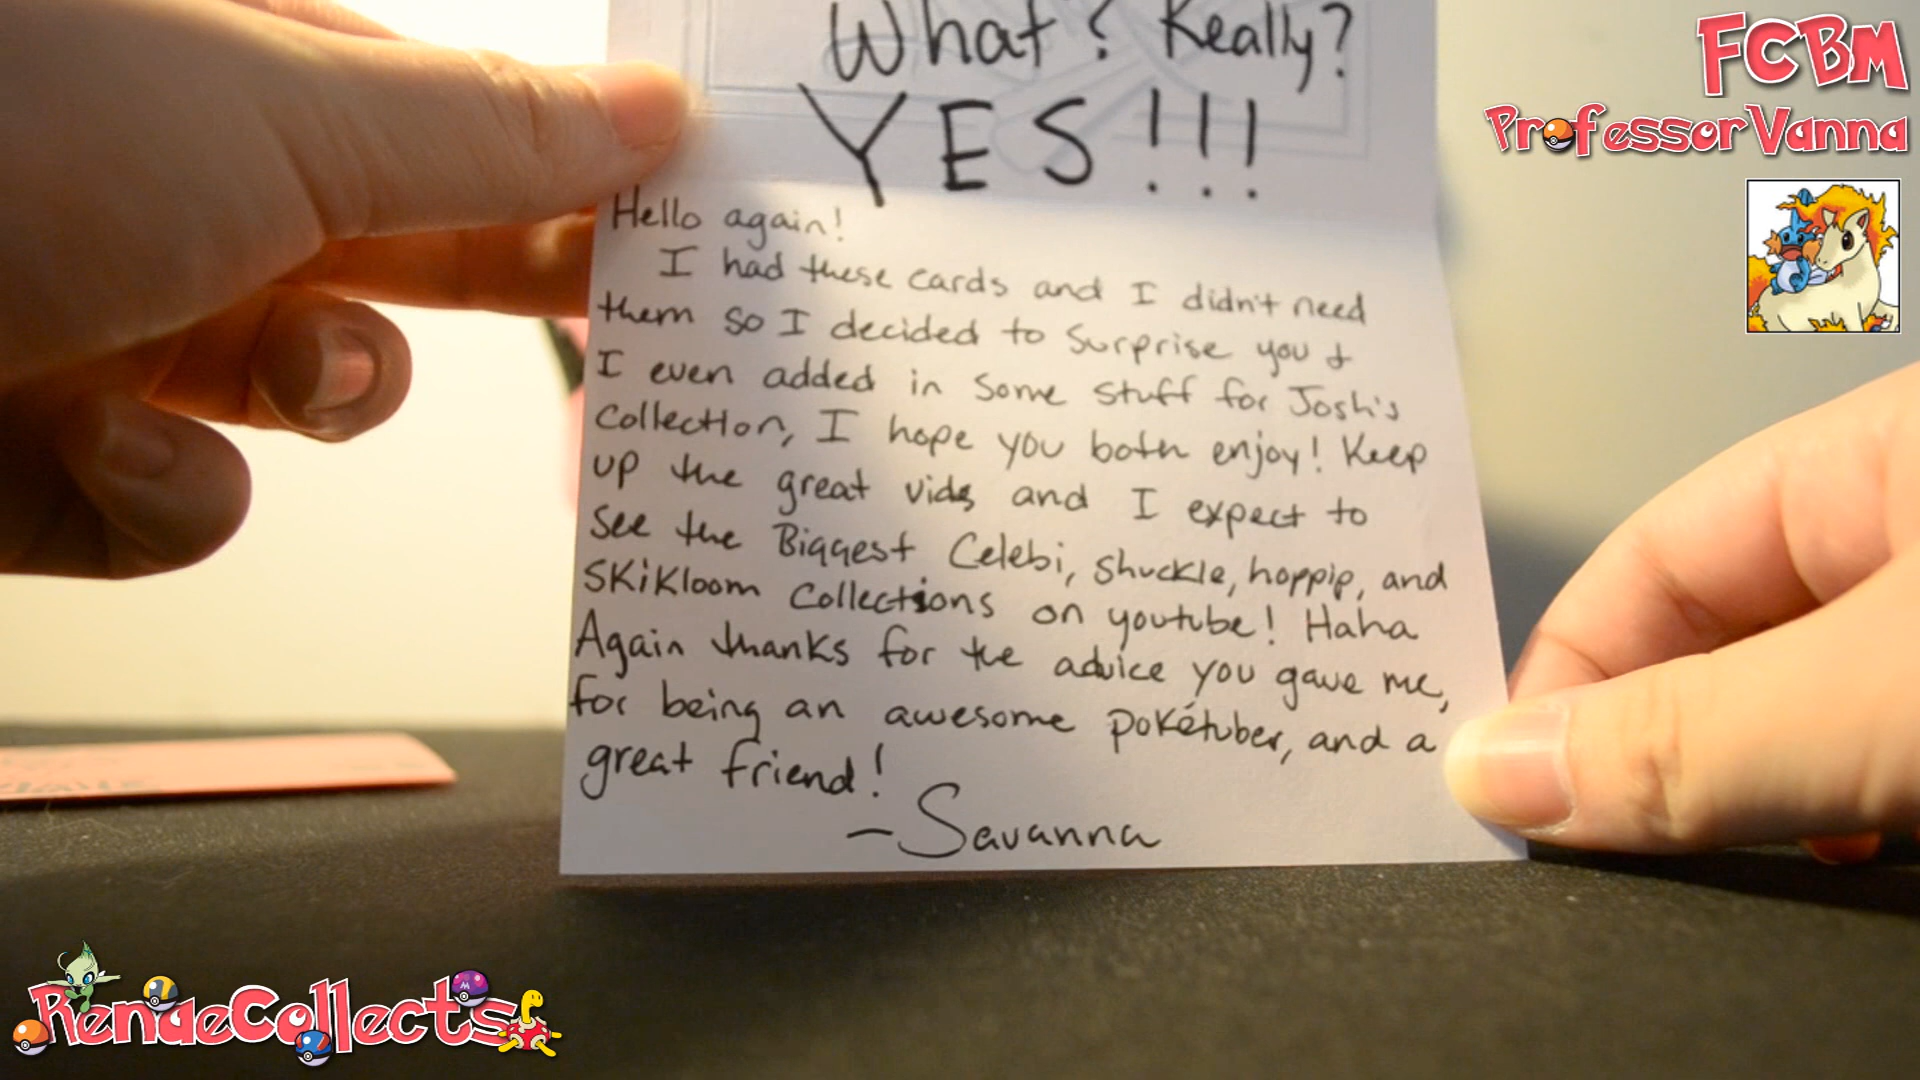 What? Really?
YES!!!
Hello again!
I had these cards and I didn't need
them so I decided to surprise you &
I even added in some stuff for Josh's
collection, I hope you both enjoy! Keep
up the great vids and I expect to
see the Biggest Celebi, shuckle, hoppip, and
SKiKloom collections on youtube! Haha
Again thanks for the advice you gave me,
for being an awesome pokétuber, and a
great friend!
- Savanna
FCBM
ProfessorVanna
RenaeCollects